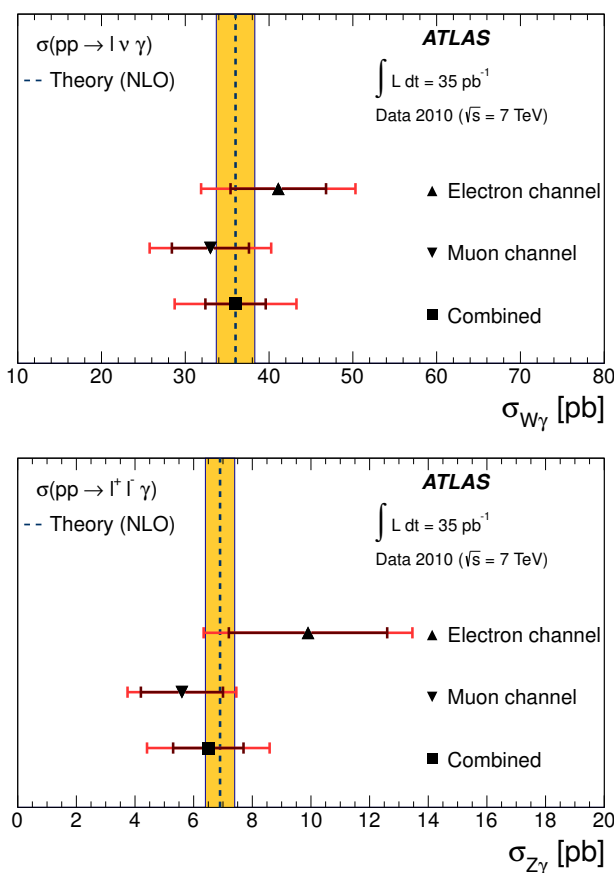 σ(pp → l ν γ)
Theory (NLO)
ATLAS
∫ L dt = 35 pb⁻¹
Data 2010 (√s = 7 TeV)
Electron channel
Muon channel
Combined
10 20 30 40 50 60 70 80
σ_Wγ [pb]
σ(pp → l⁺ l⁻ γ)
Theory (NLO)
ATLAS
∫ L dt = 35 pb⁻¹
Data 2010 (√s = 7 TeV)
Electron channel
Muon channel
Combined
0 2 4 6 8 10 12 14 16 18 20
σ_Zγ [pb]